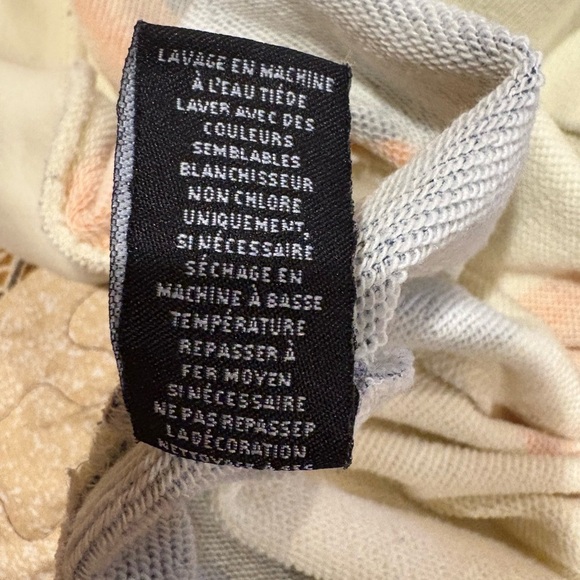 LAVAGE EN MACHINE
À L'EAU TIÉDE
LAVER AVEC DES
COULEURS
SEMBLABLES
BLANCHISSEUR
NON CHLORE
UNIQUEMENT,
SI NÉCESSAIRE
SÉCHAGE EN
MACHINE À BASSE
TEMPÉRATURE
REPASSER À
FER MOYEN
SI NÉCESSAIRE
NE PAS REPASSER
LA DÉCORATION